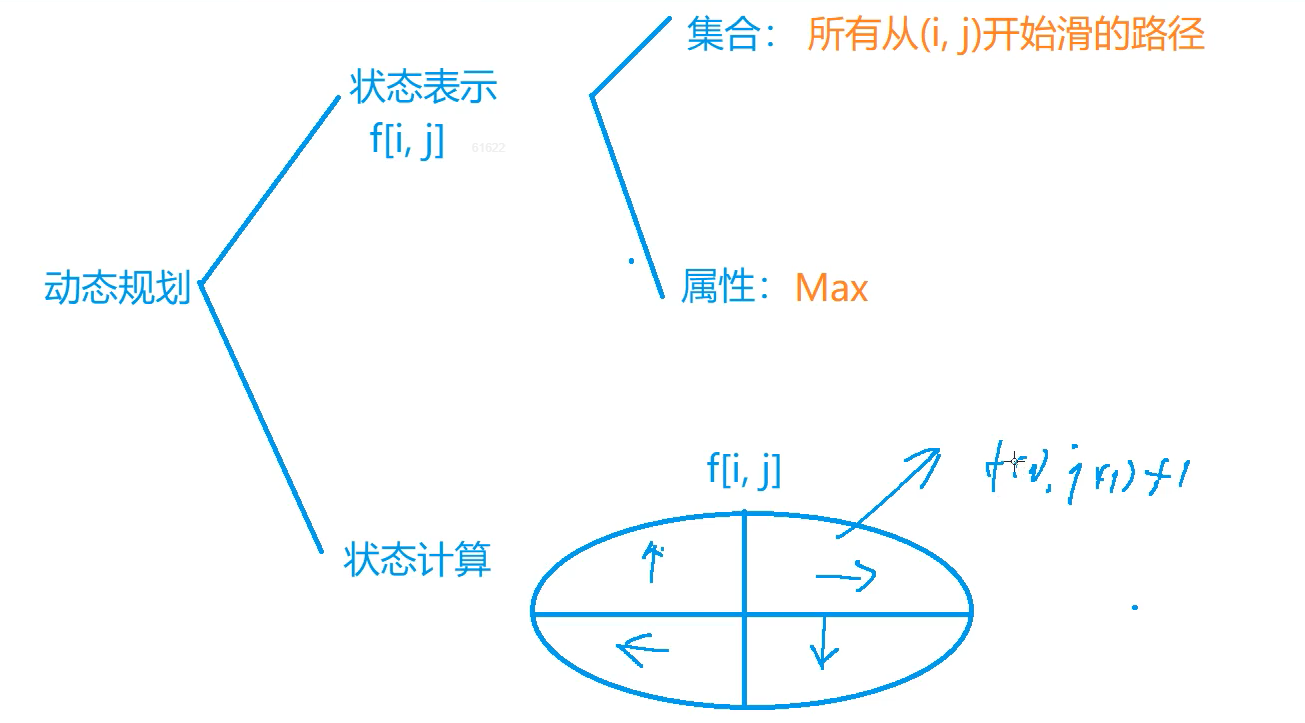 集合： 所有从(i, j)开始滑的路径
状态表示
f[i, j]
61622
动态规划
属性：Max
f[i, j]
f[i, j+1]+1
状态计算